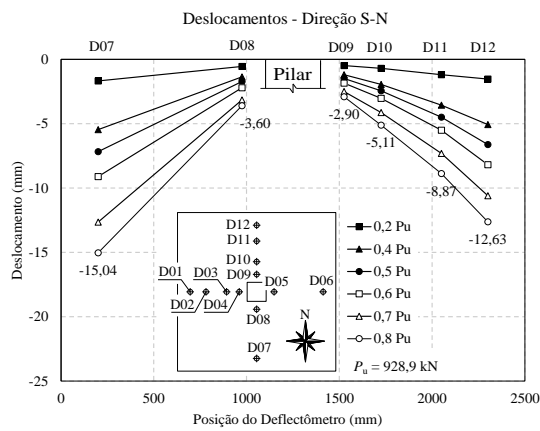 Deslocamentos - Direção S-N
D07
D08
D09
D10
D11
D12
Pilar
0
-5
-10
-15
-20
-25
Deslocamento (mm)
-15,04
-3,60
-2,90
-5,11
-8,87
-12,63
D12
D11
D10
D09
D01
D03
D05
D06
D02
D04
D08
D07
N
0,2 Pu
0,4 Pu
0,5 Pu
0,6 Pu
0,7 Pu
0,8 Pu
Pu = 928,9 kN
0
500
1000
1500
2000
2500
Posição do Deflectômetro (mm)